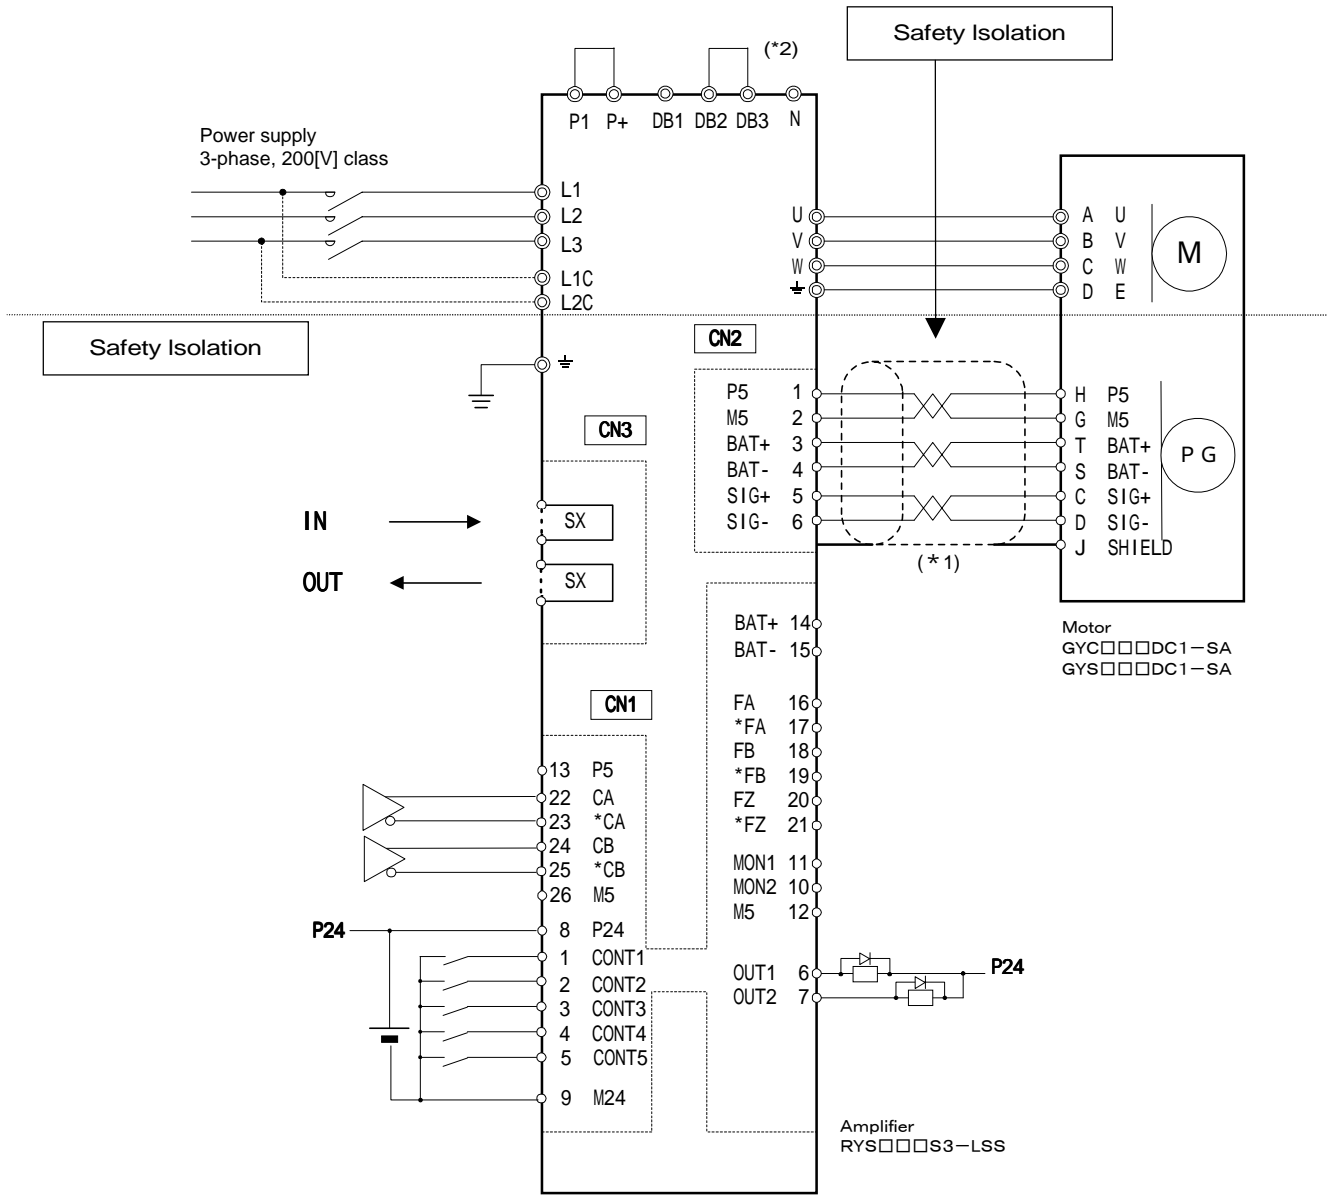 Safety Isolation
(*2)
P1 P+ DB1 DB2 DB3 N
Power supply
3-phase, 200[V] class
L1
L2
L3
L1C
L2C
U
V
W
A U
B V
C W
D E
M
Safety Isolation
CN2
P5 1
M5 2
BAT+ 3
BAT- 4
SIG+ 5
SIG- 6
H P5
G M5
T BAT+
S BAT-
C SIG+
D SIG-
J SHIELD
PG
(*1)
CN3
IN
SX
OUT
SX
Motor
GYC□□□DC1-SA
GYS□□□DC1-SA
BAT+ 14
BAT- 15
FA 16
*FA 17
FB 18
*FB 19
FZ 20
*FZ 21
MON1 11
MON2 10
M5 12
OUT1 6
OUT2 7
P24
CN1
13 P5
22 CA
23 *CA
24 CB
25 *CB
26 M5
P24
8 P24
1 CONT1
2 CONT2
3 CONT3
4 CONT4
5 CONT5
9 M24
Amplifier
RYS□□□S3-LSS